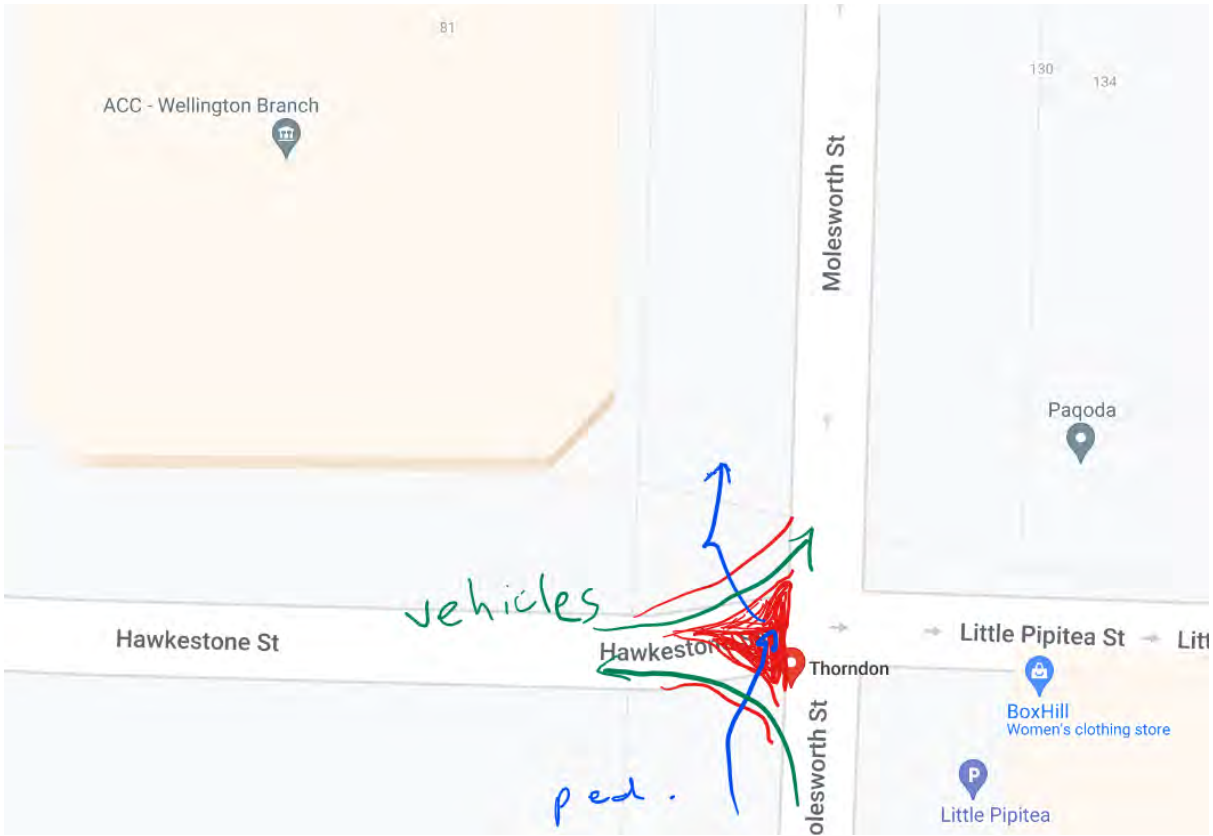 81
ACC - Wellington Branch
130
134
Molesworth St
Paqoda
vehicles
Hawkestone St
Hawkestone
Little Pipitea St
Litt
Thorndon
BoxHill
Women's clothing store
olesworth St
ped.
P
Little Pipitea